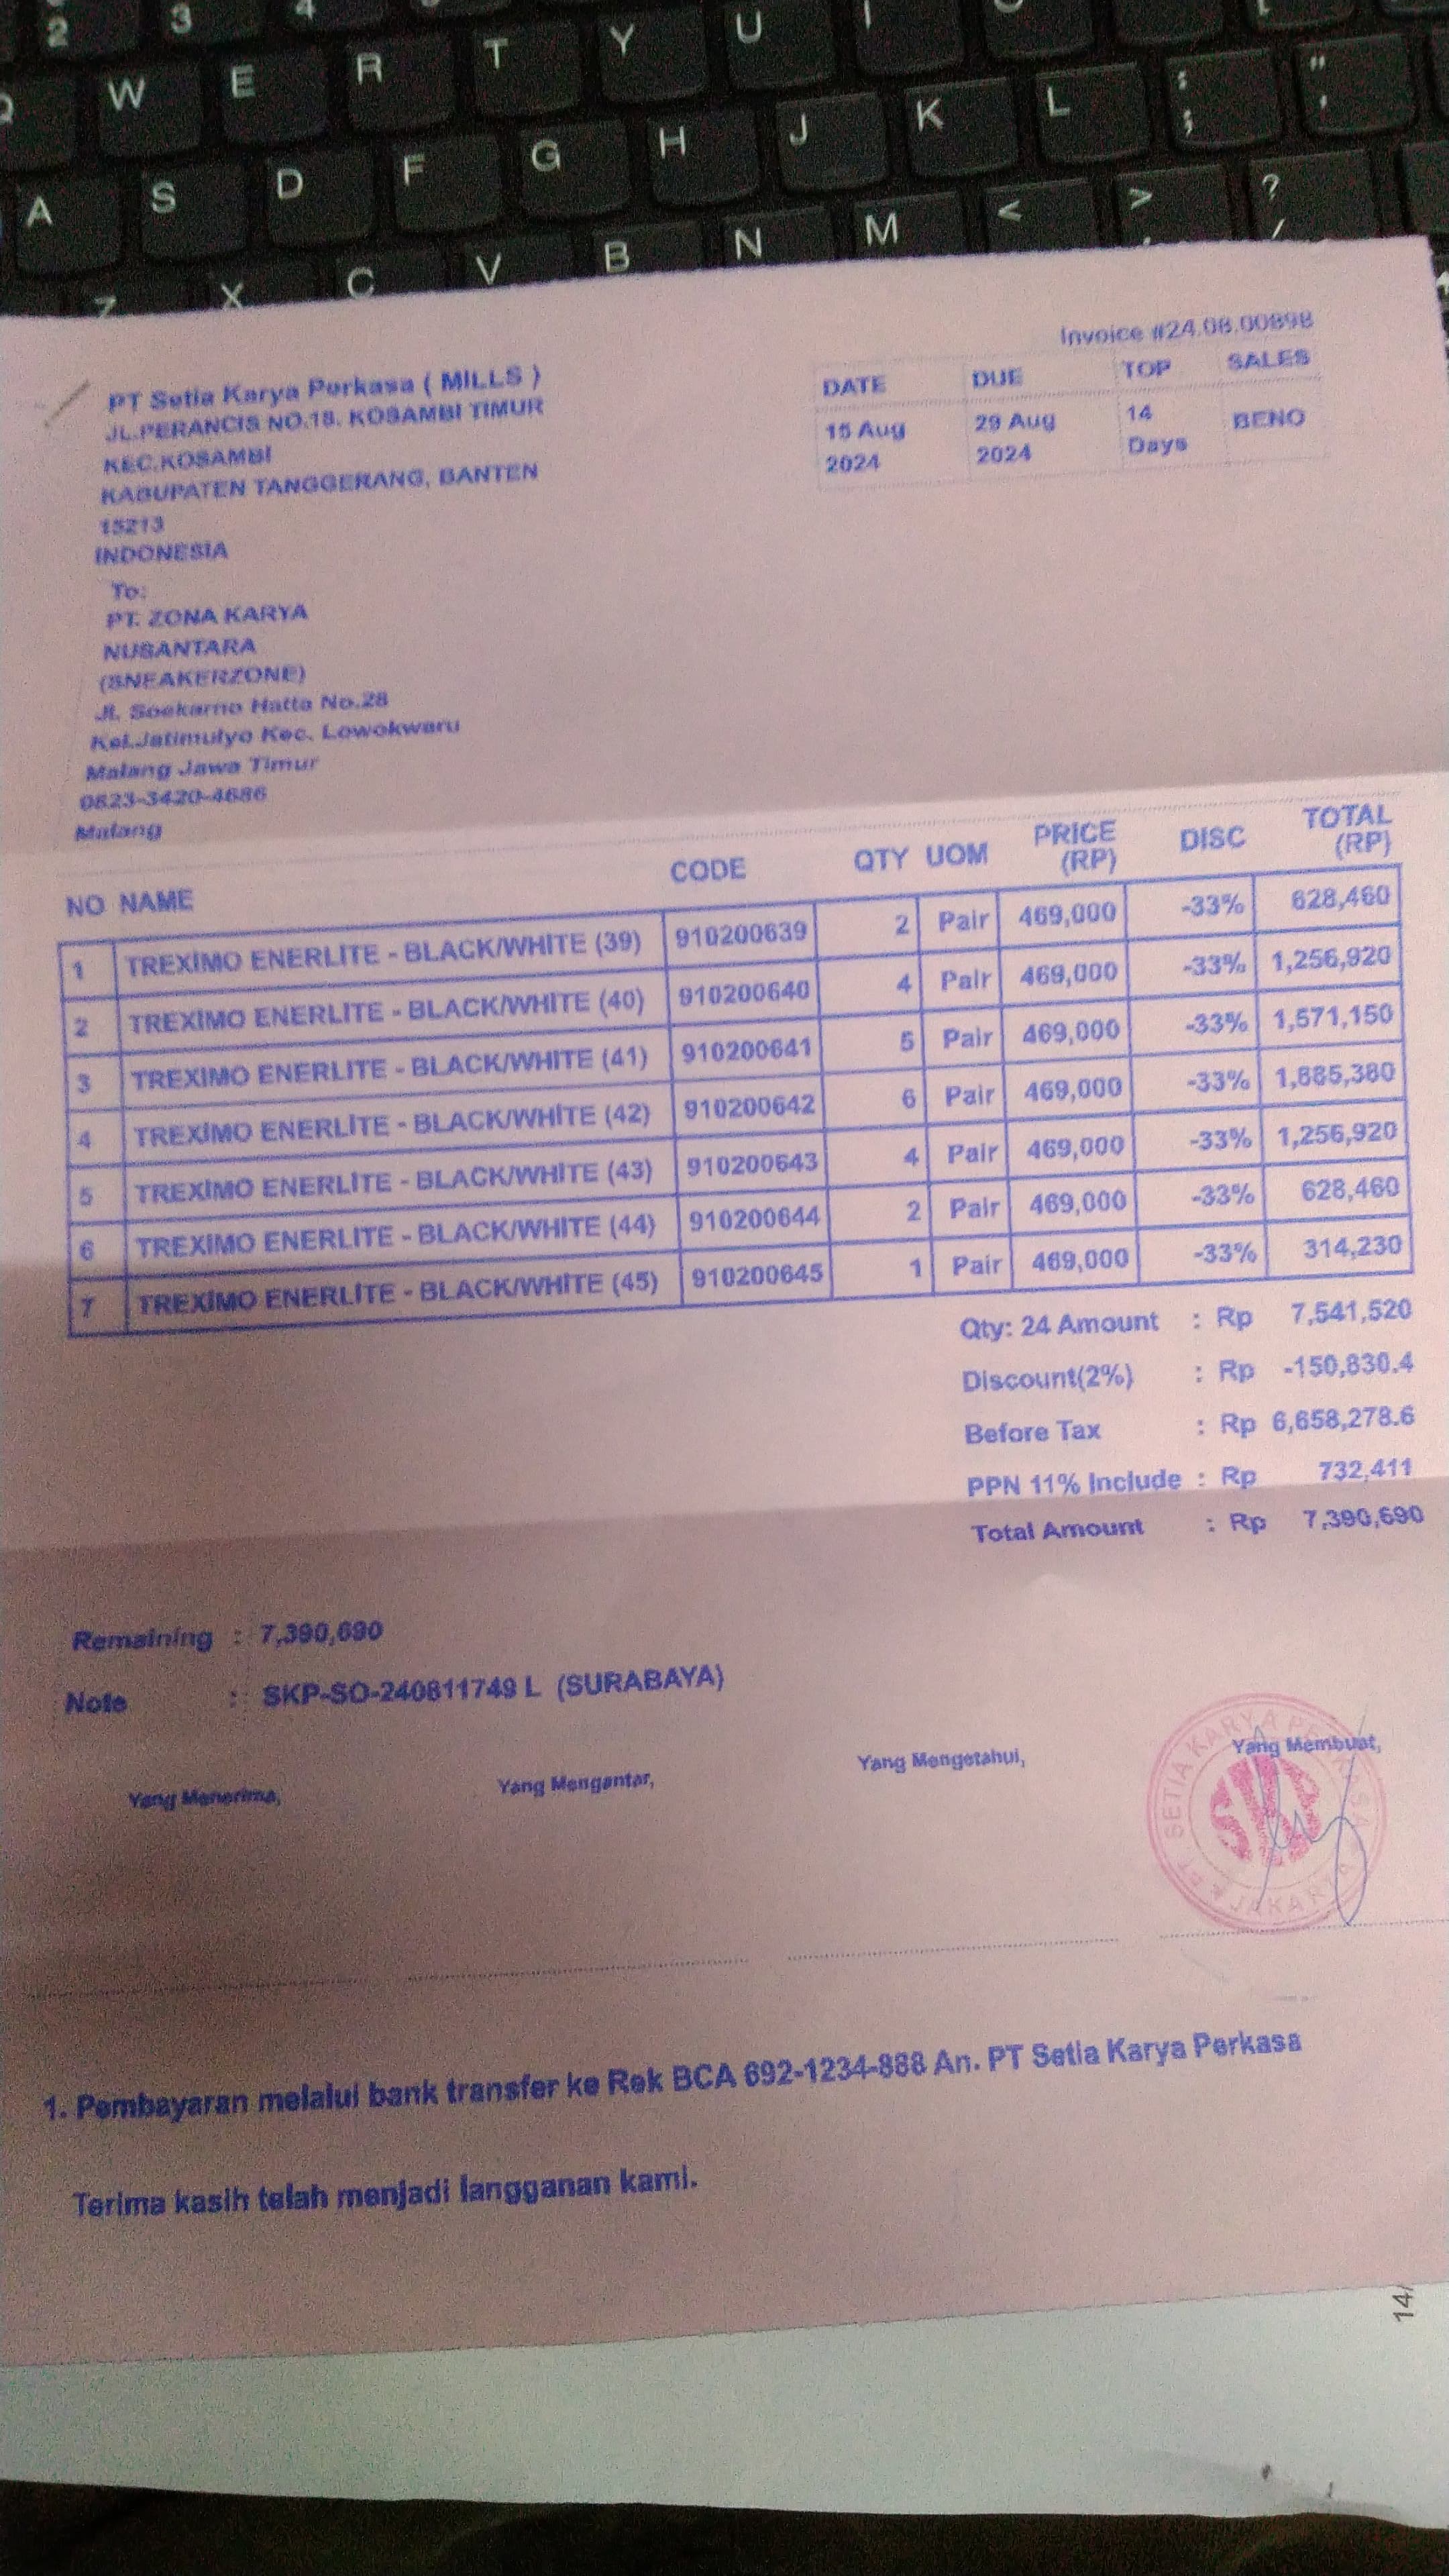 2 3 4
W E R T Y U I
A S D F G H J K L : ; " '
Z X C V B N M < , > ? /
Invoice #24.08.00898
PT Setia Karya Perkasa ( MILLS )
JL.PERANCIS NO.18. KOSAMBI TIMUR
KEC.KOSAMBI
KABUPATEN TANGGERANG, BANTEN
15213
INDONESIA
DATE DUE TOP SALES
15 Aug 2024 29 Aug 2024 14 Days BENO
To:
PT. ZONA KARYA
NUSANTARA
(SNEAKERZONE)
Jl. Soekarno Hatta No.28
Kel.Jatimulyo Kec. Lowokwaru
Malang Jawa Timur
0823-3420-4686
Malang
NO NAME CODE QTY UOM PRICE (RP) DISC TOTAL (RP)
1 TREXIMO ENERLITE - BLACK/WHITE (39) 910200639 2 Pair 469,000 -33% 628,460
2 TREXIMO ENERLITE - BLACK/WHITE (40) 910200640 4 Pair 469,000 -33% 1,256,920
3 TREXIMO ENERLITE - BLACK/WHITE (41) 910200641 5 Pair 469,000 -33% 1,571,150
4 TREXIMO ENERLITE - BLACK/WHITE (42) 910200642 6 Pair 469,000 -33% 1,885,380
5 TREXIMO ENERLITE - BLACK/WHITE (43) 910200643 4 Pair 469,000 -33% 1,256,920
6 TREXIMO ENERLITE - BLACK/WHITE (44) 910200644 2 Pair 469,000 -33% 628,460
7 TREXIMO ENERLITE - BLACK/WHITE (45) 910200645 1 Pair 469,000 -33% 314,230
Qty: 24 Amount : Rp 7,541,520
Discount(2%) : Rp -150,830.4
Before Tax : Rp 6,658,278.6
PPN 11% Include : Rp 732,411
Total Amount : Rp 7,390,690
Remaining : 7,390,690
Note : SKP-SO-240811749 L (SURABAYA)
Yang Menerima, Yang Mengantar, Yang Mengetahui, Yang Membuat,
PT. SETIA KARYA PERKASA
SKP
JAKARTA
1. Pembayaran melalui bank transfer ke Rek BCA 692-1234-888 An. PT Setia Karya Perkasa
Terima kasih telah menjadi langganan kami.
14/